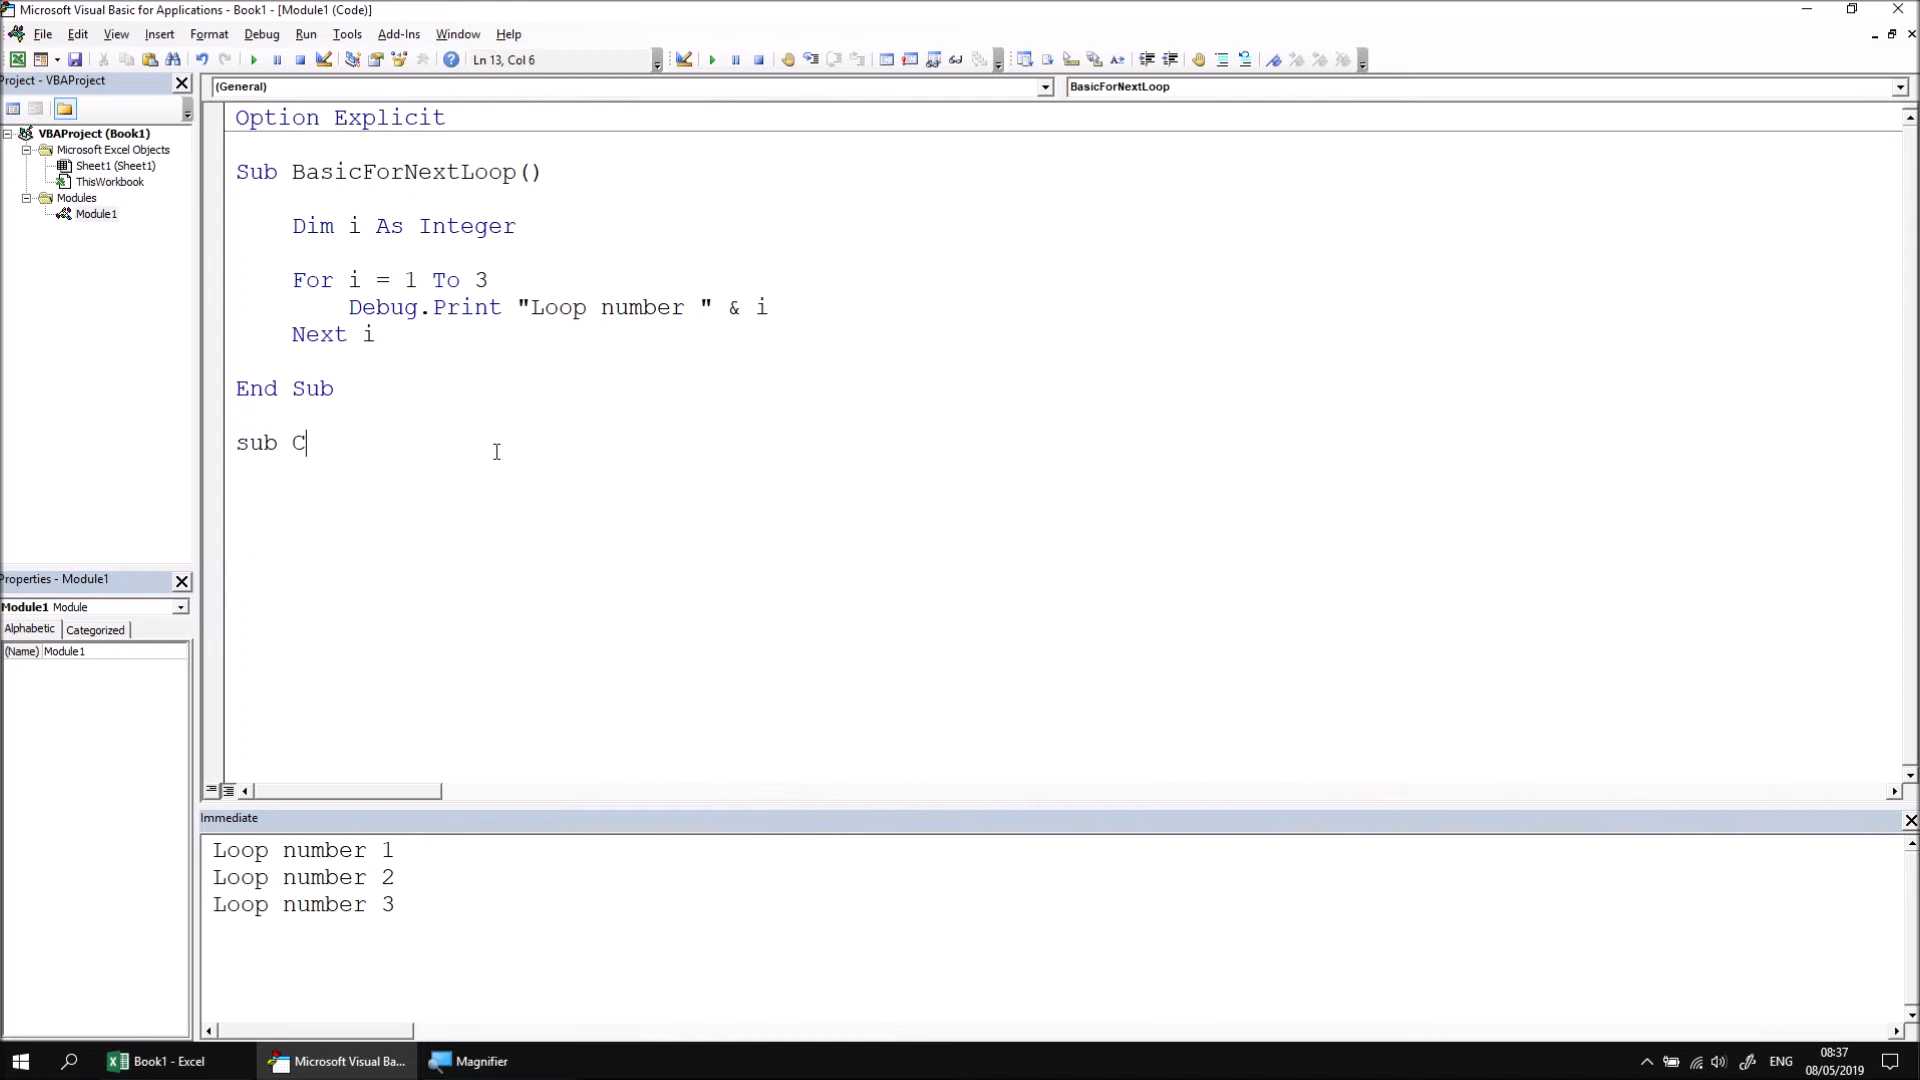 Microsoft Visual Basic for Applications - Book1 - [Module1 (Code)]
File Edit View Insert Format Debug Run Tools Add-Ins Window Help
Ln 13, Col 6
Project - VBAProject
(General)
BasicForNextLoop
VBAProject (Book1)
Microsoft Excel Objects
Sheet1 (Sheet1)
ThisWorkbook
Modules
Module1
Option Explicit
Sub BasicForNextLoop()
Dim i As Integer
For i = 1 To 3
Debug.Print "Loop number " & i
Next i
End Sub
sub C
Properties - Module1
Module1 Module
Alphabetic Categorized
(Name) Module1
Immediate
Loop number 1
Loop number 2
Loop number 3
Book1 - Excel
Microsoft Visual Ba...
Magnifier
ENG
08:37
08/05/2019